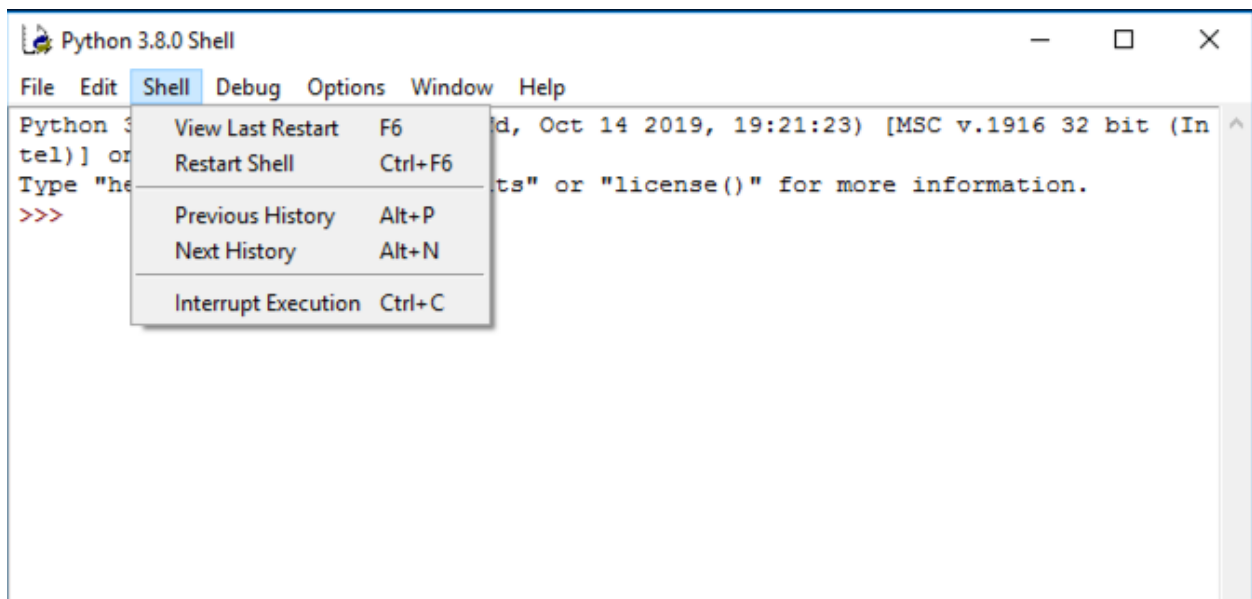 Python 3.8.0 Shell
File Edit Shell Debug Options Window Help
Python 3
d, Oct 14 2019, 19:21:23) [MSC v.1916 32 bit (In
tel)] or
Type "he
ts" or "license()" for more information.
>>>
View Last Restart F6
Restart Shell Ctrl+F6
Previous History Alt+P
Next History Alt+N
Interrupt Execution Ctrl+C